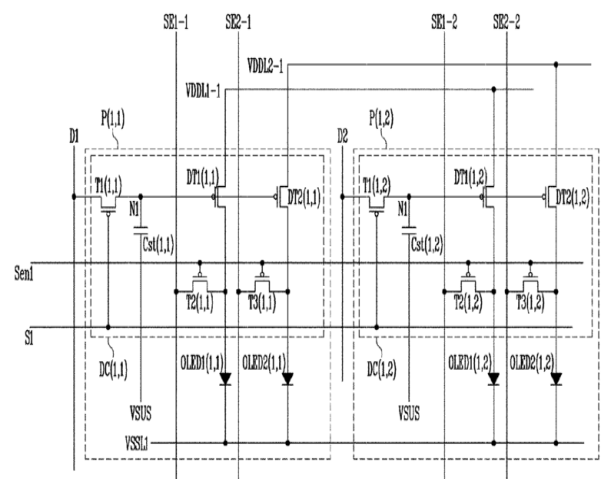 SE1-1 SE2-1 SE1-2 SE2-2
VDDL2-1
VDDL1-1
P(1,1) P(1,2)
D1 D2
T1(1,1) DT1(1,1) T1(1,2) DT1(1,2)
N1 DT2(1,1) N1 DT2(1,2)
Cst(1,1) Cst(1,2)
Sen1
T2(1,1) T3(1,1) T2(1,2) T3(1,2)
S1
DC(1,1) OLED1(1,1) OLED2(1,1) DC(1,2) OLED1(1,2) OLED2(1,2)
VSUS VSUS
VSSL1